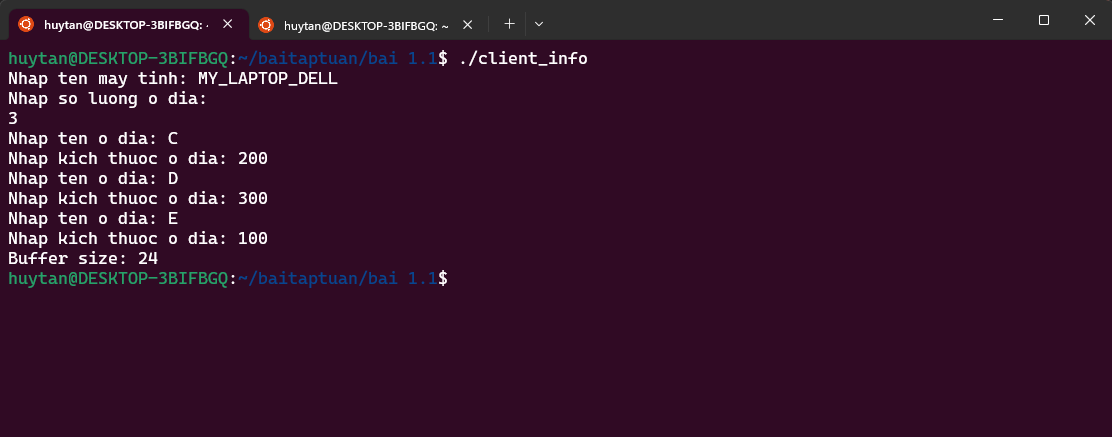 huytan@DESKTOP-3BIFBGQ: ·
huytan@DESKTOP-3BIFBGQ: ~
huytan@DESKTOP-3BIFBGQ:~/baitaptuan/bai 1.1$ ./client_info
Nhap ten may tinh: MY_LAPTOP_DELL
Nhap so luong o dia:
3
Nhap ten o dia: C
Nhap kich thuoc o dia: 200
Nhap ten o dia: D
Nhap kich thuoc o dia: 300
Nhap ten o dia: E
Nhap kich thuoc o dia: 100
Buffer size: 24
huytan@DESKTOP-3BIFBGQ:~/baitaptuan/bai 1.1$